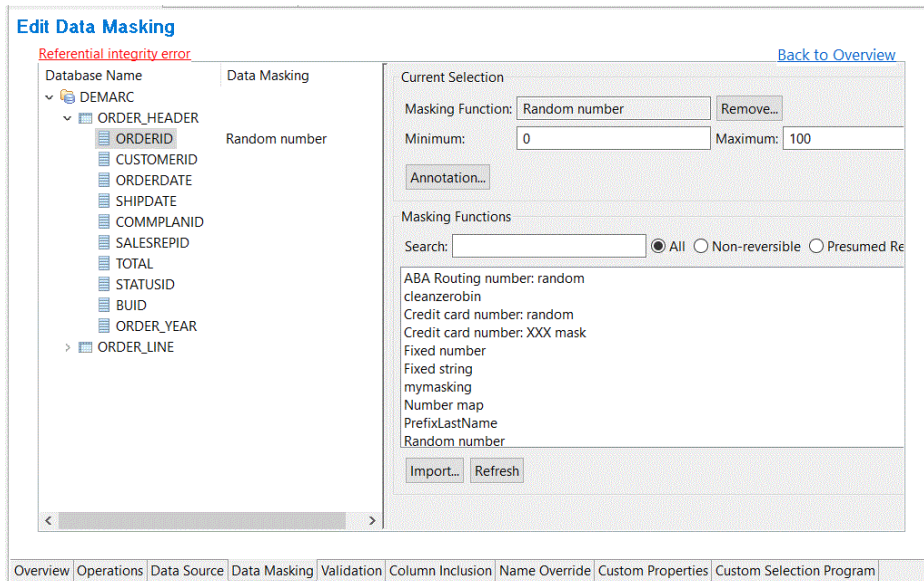 Edit Data Masking
Referential integrity error
Back to Overview
Database Name Data Masking
DEMARC
ORDER_HEADER
ORDERID Random number
CUSTOMERID
ORDERDATE
SHIPDATE
COMMPLANID
SALESREPID
TOTAL
STATUSID
BUID
ORDER_YEAR
ORDER_LINE
Current Selection
Masking Function: Random number Remove...
Minimum: 0 Maximum: 100
Annotation...
Masking Functions
Search: All Non-reversible Presumed Re
ABA Routing number: random
cleanzerobin
Credit card number: random
Credit card number: XXX mask
Fixed number
Fixed string
mymasking
Number map
PrefixLastName
Random number
Import... Refresh
Overview Operations Data Source Data Masking Validation Column Inclusion Name Override Custom Properties Custom Selection Program